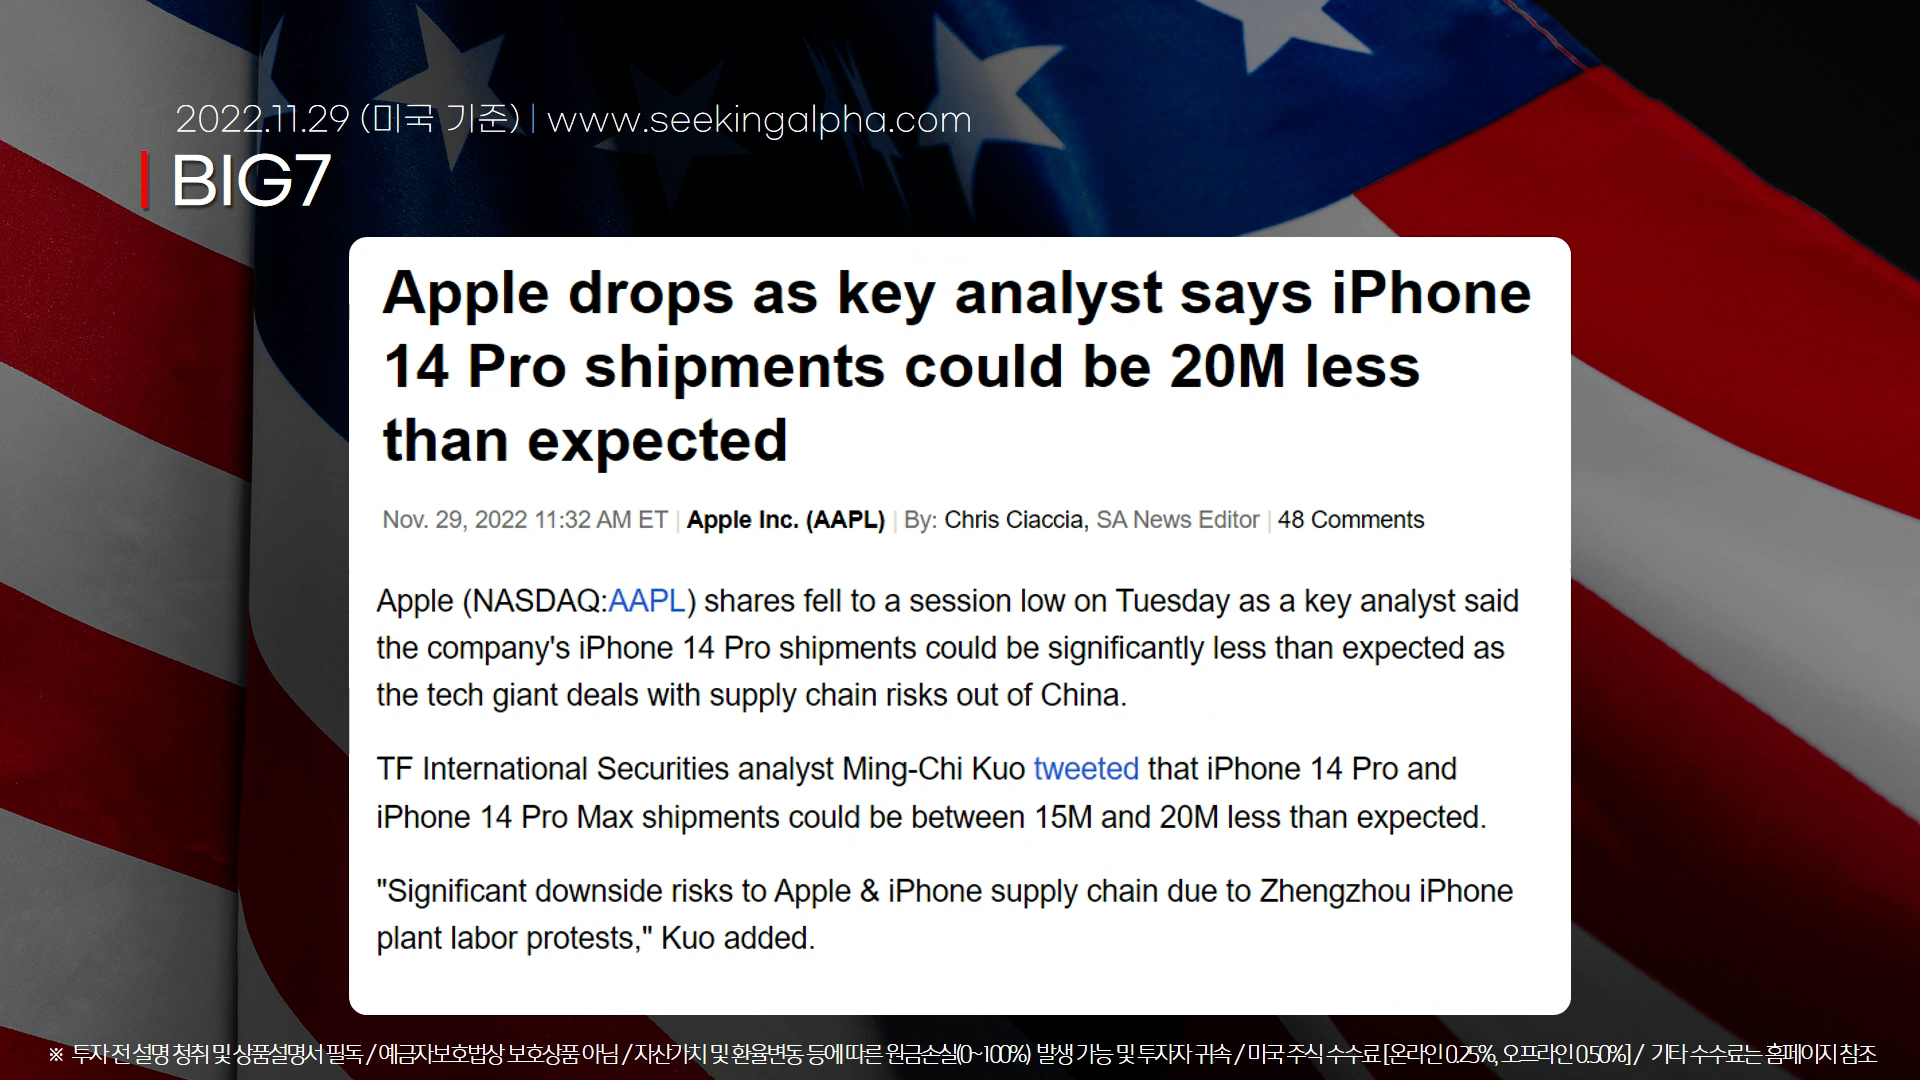 2022.11.29 (미국 기준) | www.seekingalpha.com
BIG7
Apple drops as key analyst says iPhone
14 Pro shipments could be 20M less
than expected
Nov. 29, 2022 11:32 AM ET | Apple Inc. (AAPL) | By: Chris Ciaccia, SA News Editor | 48 Comments
Apple (NASDAQ:AAPL) shares fell to a session low on Tuesday as a key analyst said
the company's iPhone 14 Pro shipments could be significantly less than expected as
the tech giant deals with supply chain risks out of China.
TF International Securities analyst Ming-Chi Kuo tweeted that iPhone 14 Pro and
iPhone 14 Pro Max shipments could be between 15M and 20M less than expected.
"Significant downside risks to Apple & iPhone supply chain due to Zhengzhou iPhone
plant labor protests," Kuo added.
※ 투자 전 설명 청취 및 상품설명서 필독 / 예금자보호법상 보호상품 아님 / 자산가치 및 환율변동 등에 따른 원금손실(0~100%) 발생 가능 및 투자자 귀속 / 미국 주식 수수료 [온라인 0.25%, 오프라인 0.50%] / 기타 수수료는 홈페이지 참조